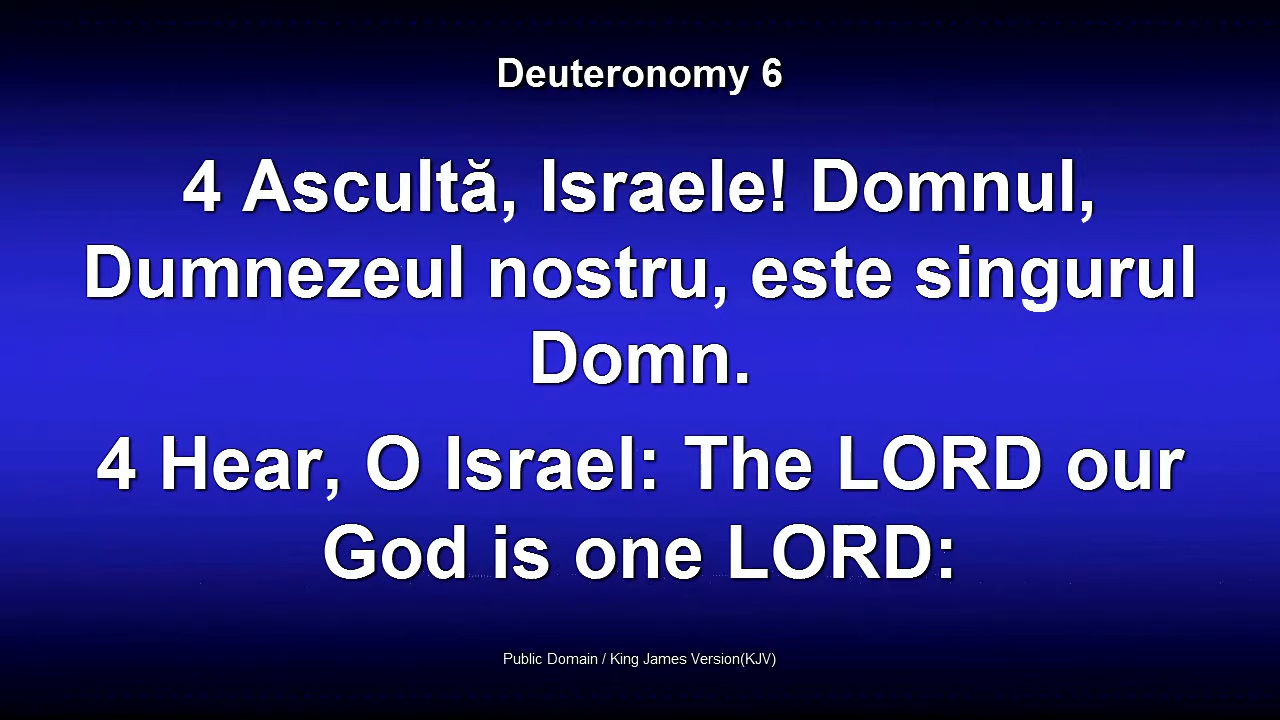 Deuteronomy 6
4 Ascultă, Israele! Domnul,
Dumnezeul nostru, este singurul
Domn.
4 Hear, O Israel: The LORD our
God is one LORD:
Public Domain / King James Version(KJV)